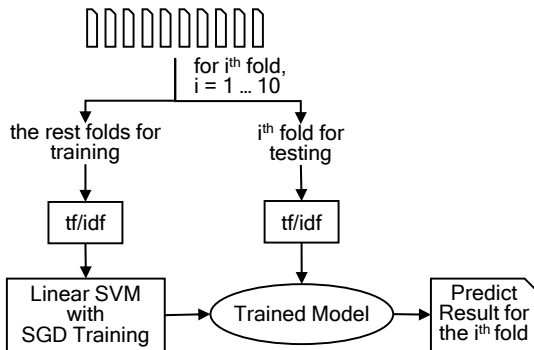 for iᵗʰ fold,
i = 1 ... 10
the rest folds for
training
iᵗʰ fold for
testing
tf/idf
tf/idf
Linear SVM
with
SGD Training
Trained Model
Predict
Result for
the iᵗʰ fold